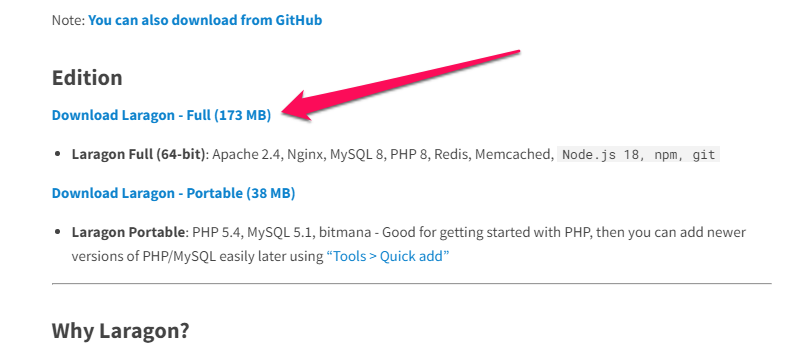 Note: You can also download from GitHub
Edition
Download Laragon - Full (173 MB)
Laragon Full (64-bit): Apache 2.4, Nginx, MySQL 8, PHP 8, Redis, Memcached, Node.js 18, npm, git
Download Laragon - Portable (38 MB)
Laragon Portable: PHP 5.4, MySQL 5.1, bitmana - Good for getting started with PHP, then you can add newer
versions of PHP/MySQL easily later using “Tools > Quick add”
Why Laragon?